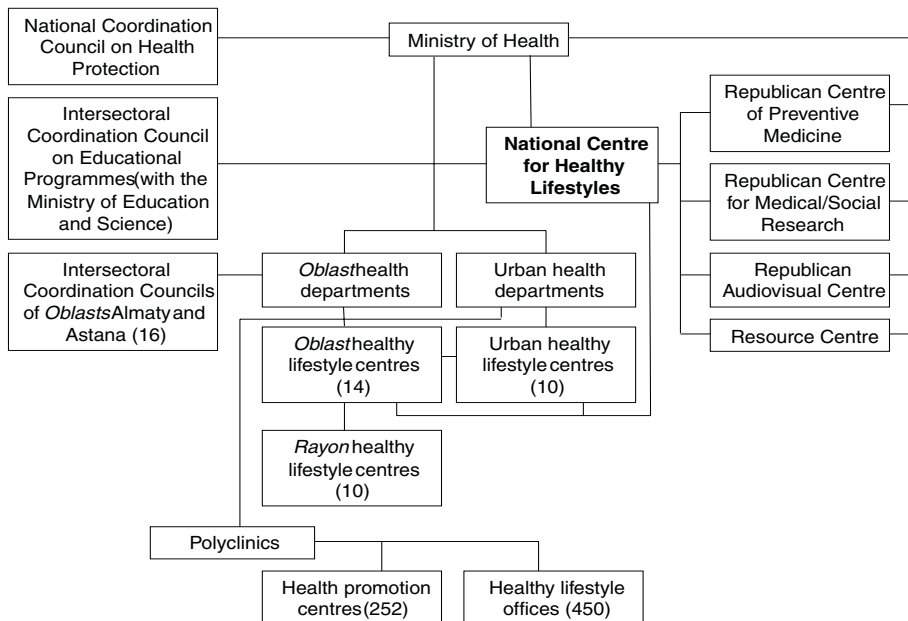 National Coordination
Council on Health
Protection
Ministry of Health
Intersectoral
Coordination Council
on Educational
Programmes(with the
Ministry of Education
and Science)
National Centre
for Healthy
Lifestyles
Republican Centre
of Preventive
Medicine
Republican Centre
for Medical/Social
Research
Republican
Audiovisual Centre
Resource Centre
Intersectoral
Coordination Councils
of Oblasts Almaty and
Astana (16)
Oblast health
departments
Urban health
departments
Oblast healthy
lifestyle centres
(14)
Urban healthy
lifestyle centres
(10)
Rayon healthy
lifestyle centres
(10)
Polyclinics
Health promotion
centres (252)
Healthy lifestyle
offices (450)